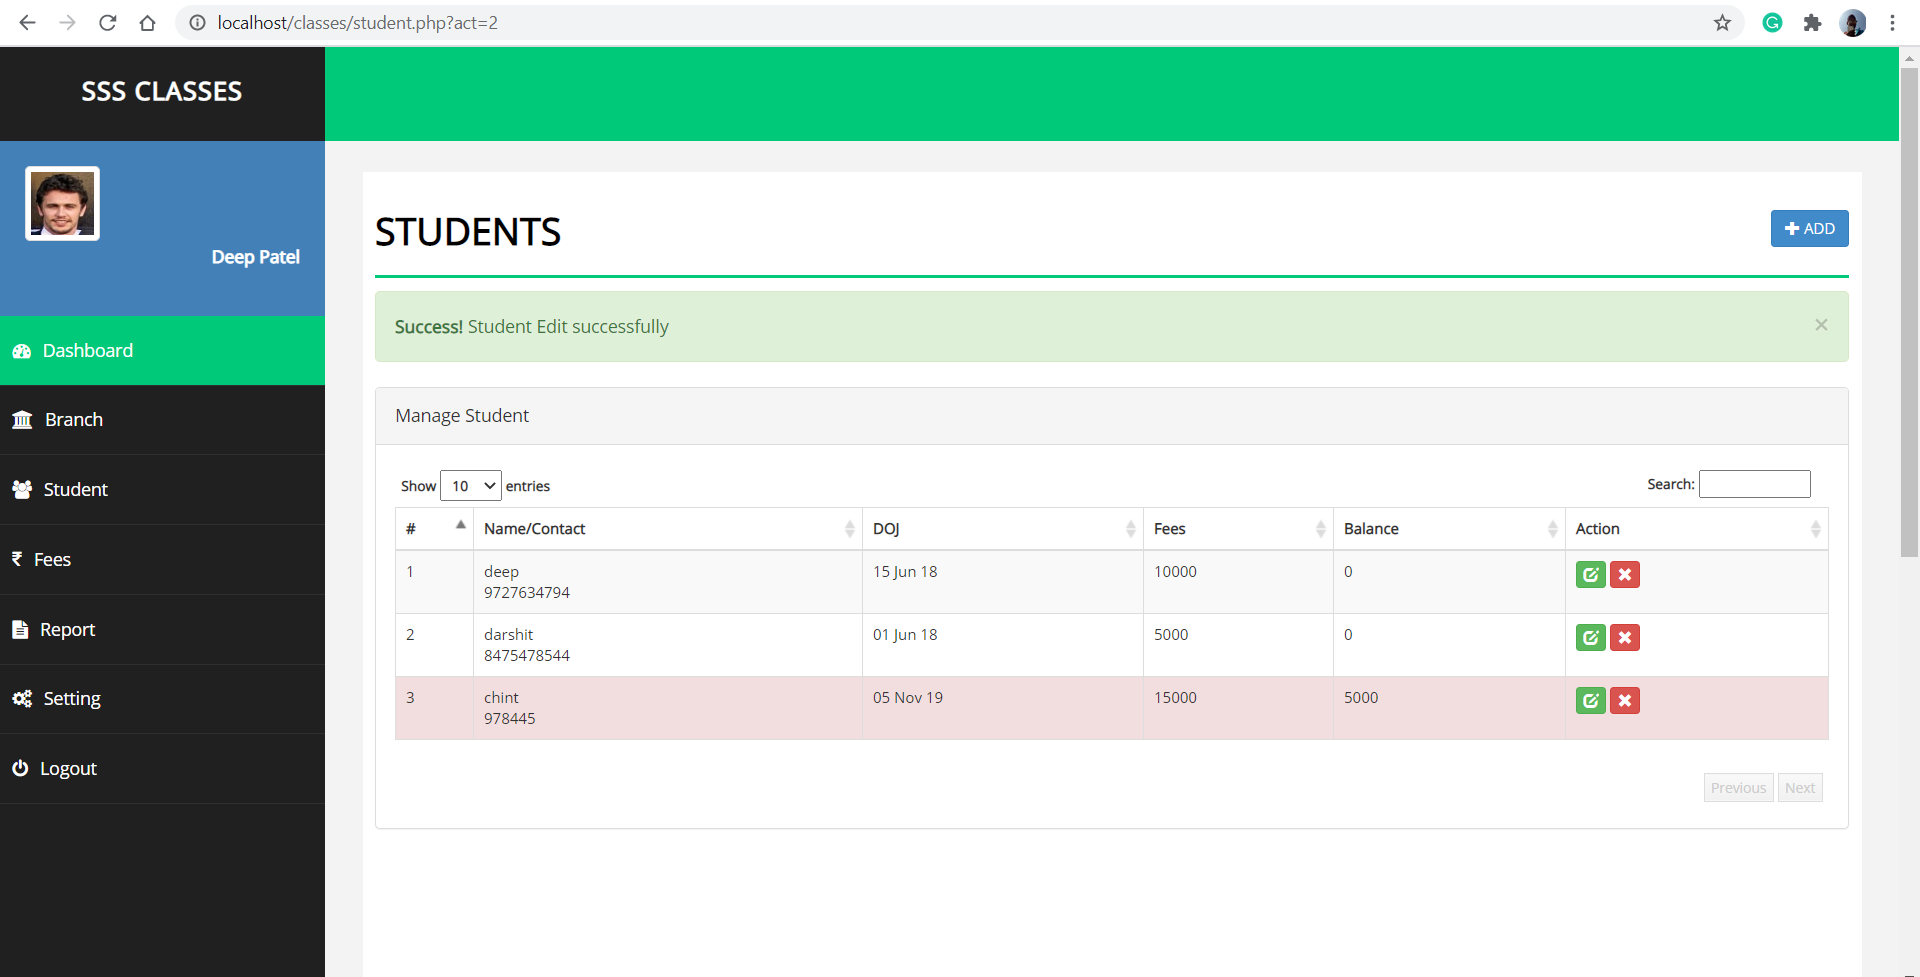 localhost/classes/student.php?act=2
SSS CLASSES
Deep Patel
Dashboard
Branch
Student
₹ Fees
Report
Setting
Logout
STUDENTS
ADD
Success! Student Edit successfully ×
Manage Student
Show 10 entries Search:
# Name/Contact DOJ Fees Balance Action
1 deep 15 Jun 18 10000 0
9727634794
2 darshit 01 Jun 18 5000 0
8475478544
3 chint 05 Nov 19 15000 5000
978445
Previous Next